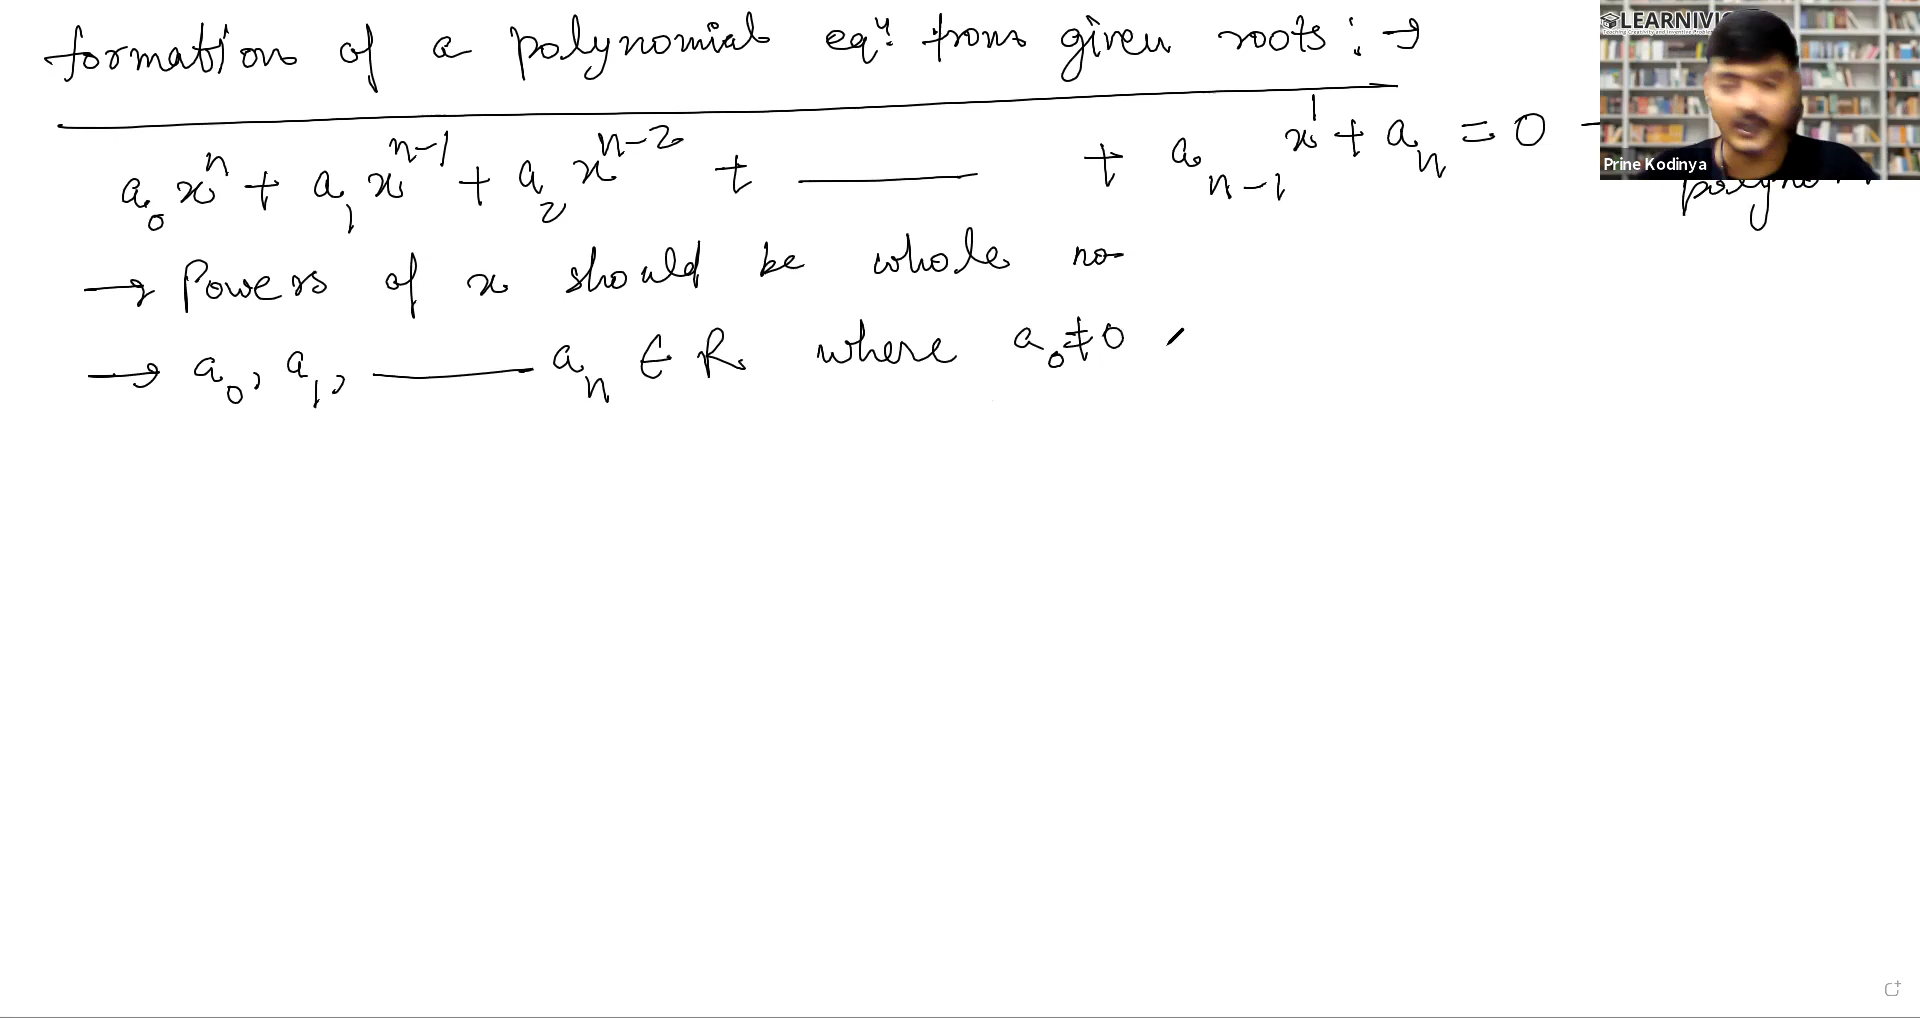 formation of a polynomial eqⁿ. from given roots :→
a₀xⁿ + a₁xⁿ⁻¹ + a₂xⁿ⁻² + ——— + aₙ₋₁x¹ + aₙ = 0 –
→ Powers of x should be whole no
→ a₀, a₁, ——— aₙ ∈ R where a₀ ≠ 0
Prine Kodinya